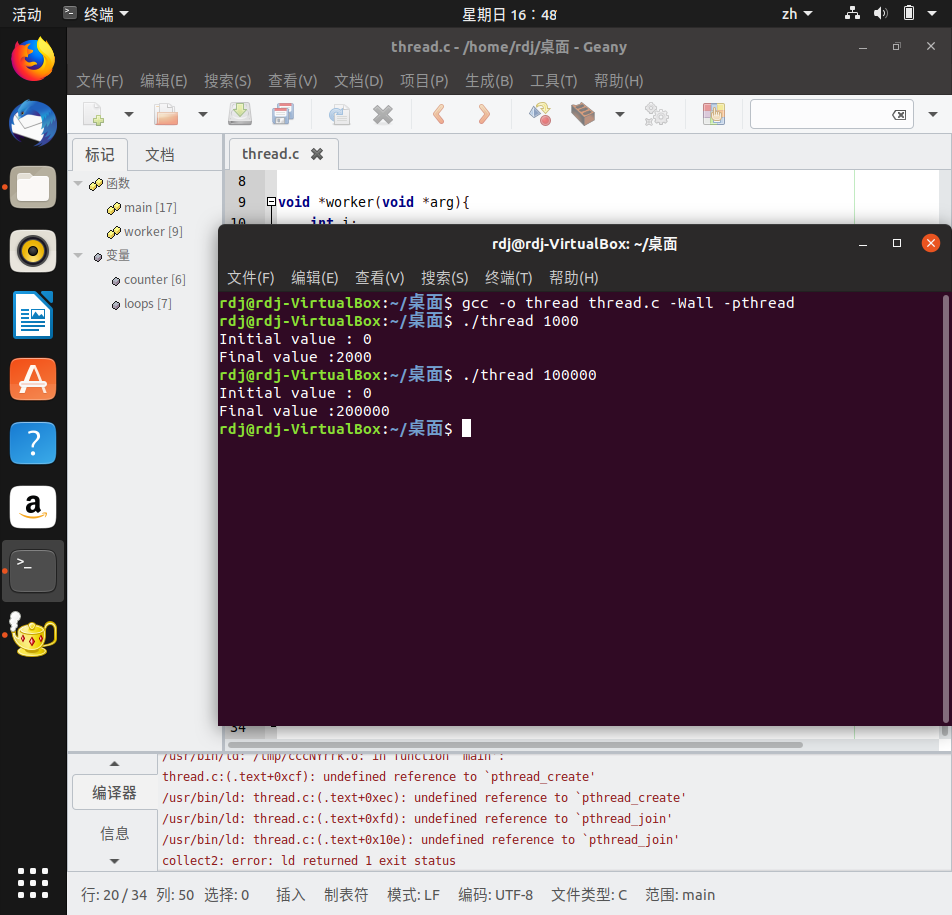 活动 终端 星期日 16：48 zh
thread.c - /home/rdj/桌面 - Geany
文件(F) 编辑(E) 搜索(S) 查看(V) 文档(D) 项目(P) 生成(B) 工具(T) 帮助(H)
标记 文档
thread.c
函数
main [17]
worker [9]
变量
counter [6]
loops [7]
8
9 void *worker(void *arg){
10 int i;
rdj@rdj-VirtualBox: ~/桌面
文件(F) 编辑(E) 查看(V) 搜索(S) 终端(T) 帮助(H)
rdj@rdj-VirtualBox:~/桌面$ gcc -o thread thread.c -Wall -pthread
rdj@rdj-VirtualBox:~/桌面$ ./thread 1000
Initial value : 0
Final value :2000
rdj@rdj-VirtualBox:~/桌面$ ./thread 100000
Initial value : 0
Final value :200000
rdj@rdj-VirtualBox:~/桌面$
34
编译器
信息
/usr/bin/ld: /tmp/cccNYrrk.o: in function `main':
thread.c:(.text+0xcf): undefined reference to `pthread_create'
/usr/bin/ld: thread.c:(.text+0xec): undefined reference to `pthread_create'
/usr/bin/ld: thread.c:(.text+0xfd): undefined reference to `pthread_join'
/usr/bin/ld: thread.c:(.text+0x10e): undefined reference to `pthread_join'
collect2: error: ld returned 1 exit status
行: 20 / 34 列: 50 选择: 0 插入 制表符 模式: LF 编码: UTF-8 文件类型: C 范围: main